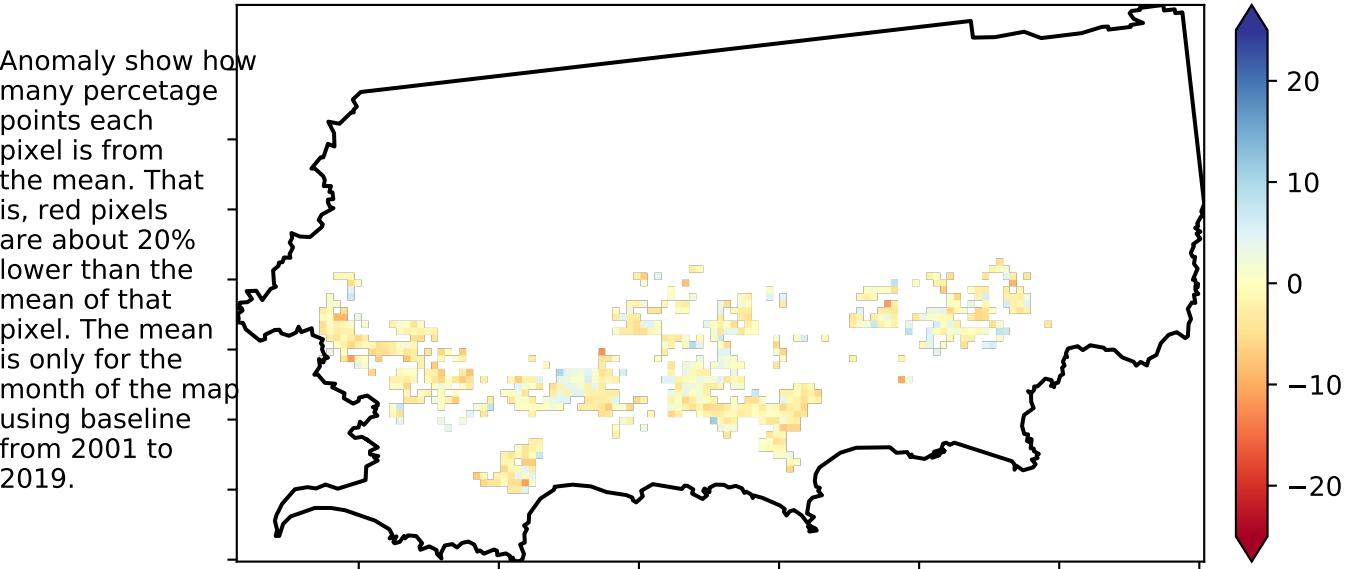 Anomaly show how
many percetage
points each
pixel is from
the mean. That
is, red pixels
are about 20%
lower than the
mean of that
pixel. The mean
is only for the
month of the map
using baseline
from 2001 to
2019.
20
10
0
−10
−20